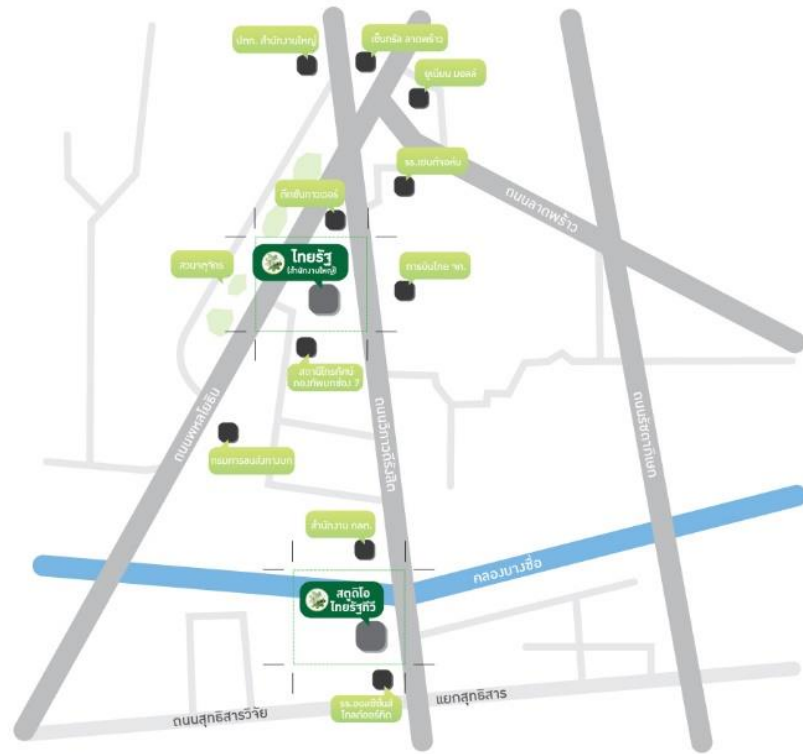 ปตท. สำนักงานใหญ่
เซ็นทรัล ลาดพร้าว
ยูเนี่ยน มอลล์
รร.เซนต์จอห์น
ถนนลาดพร้าว
ทีเอสทาวเวอร์
ไทยรัฐ
(สำนักงานใหญ่)
สวนจตุจักร
การบินไทย จก.
สถานีโทรทัศน์
กองทัพบกช่อง 7
ถนนพหลโยธิน
ถนนวิภาวดีรังสิต
ถนนรัชดาภิเษก
กรมการขนส่งทางบก
สำนักงาน กสท.
คลองบางซื่อ
สตูดิโอ
ไทยรัฐทีวี
ถนนสุทธิสารวินิจฉัย
แยกสุทธิสาร